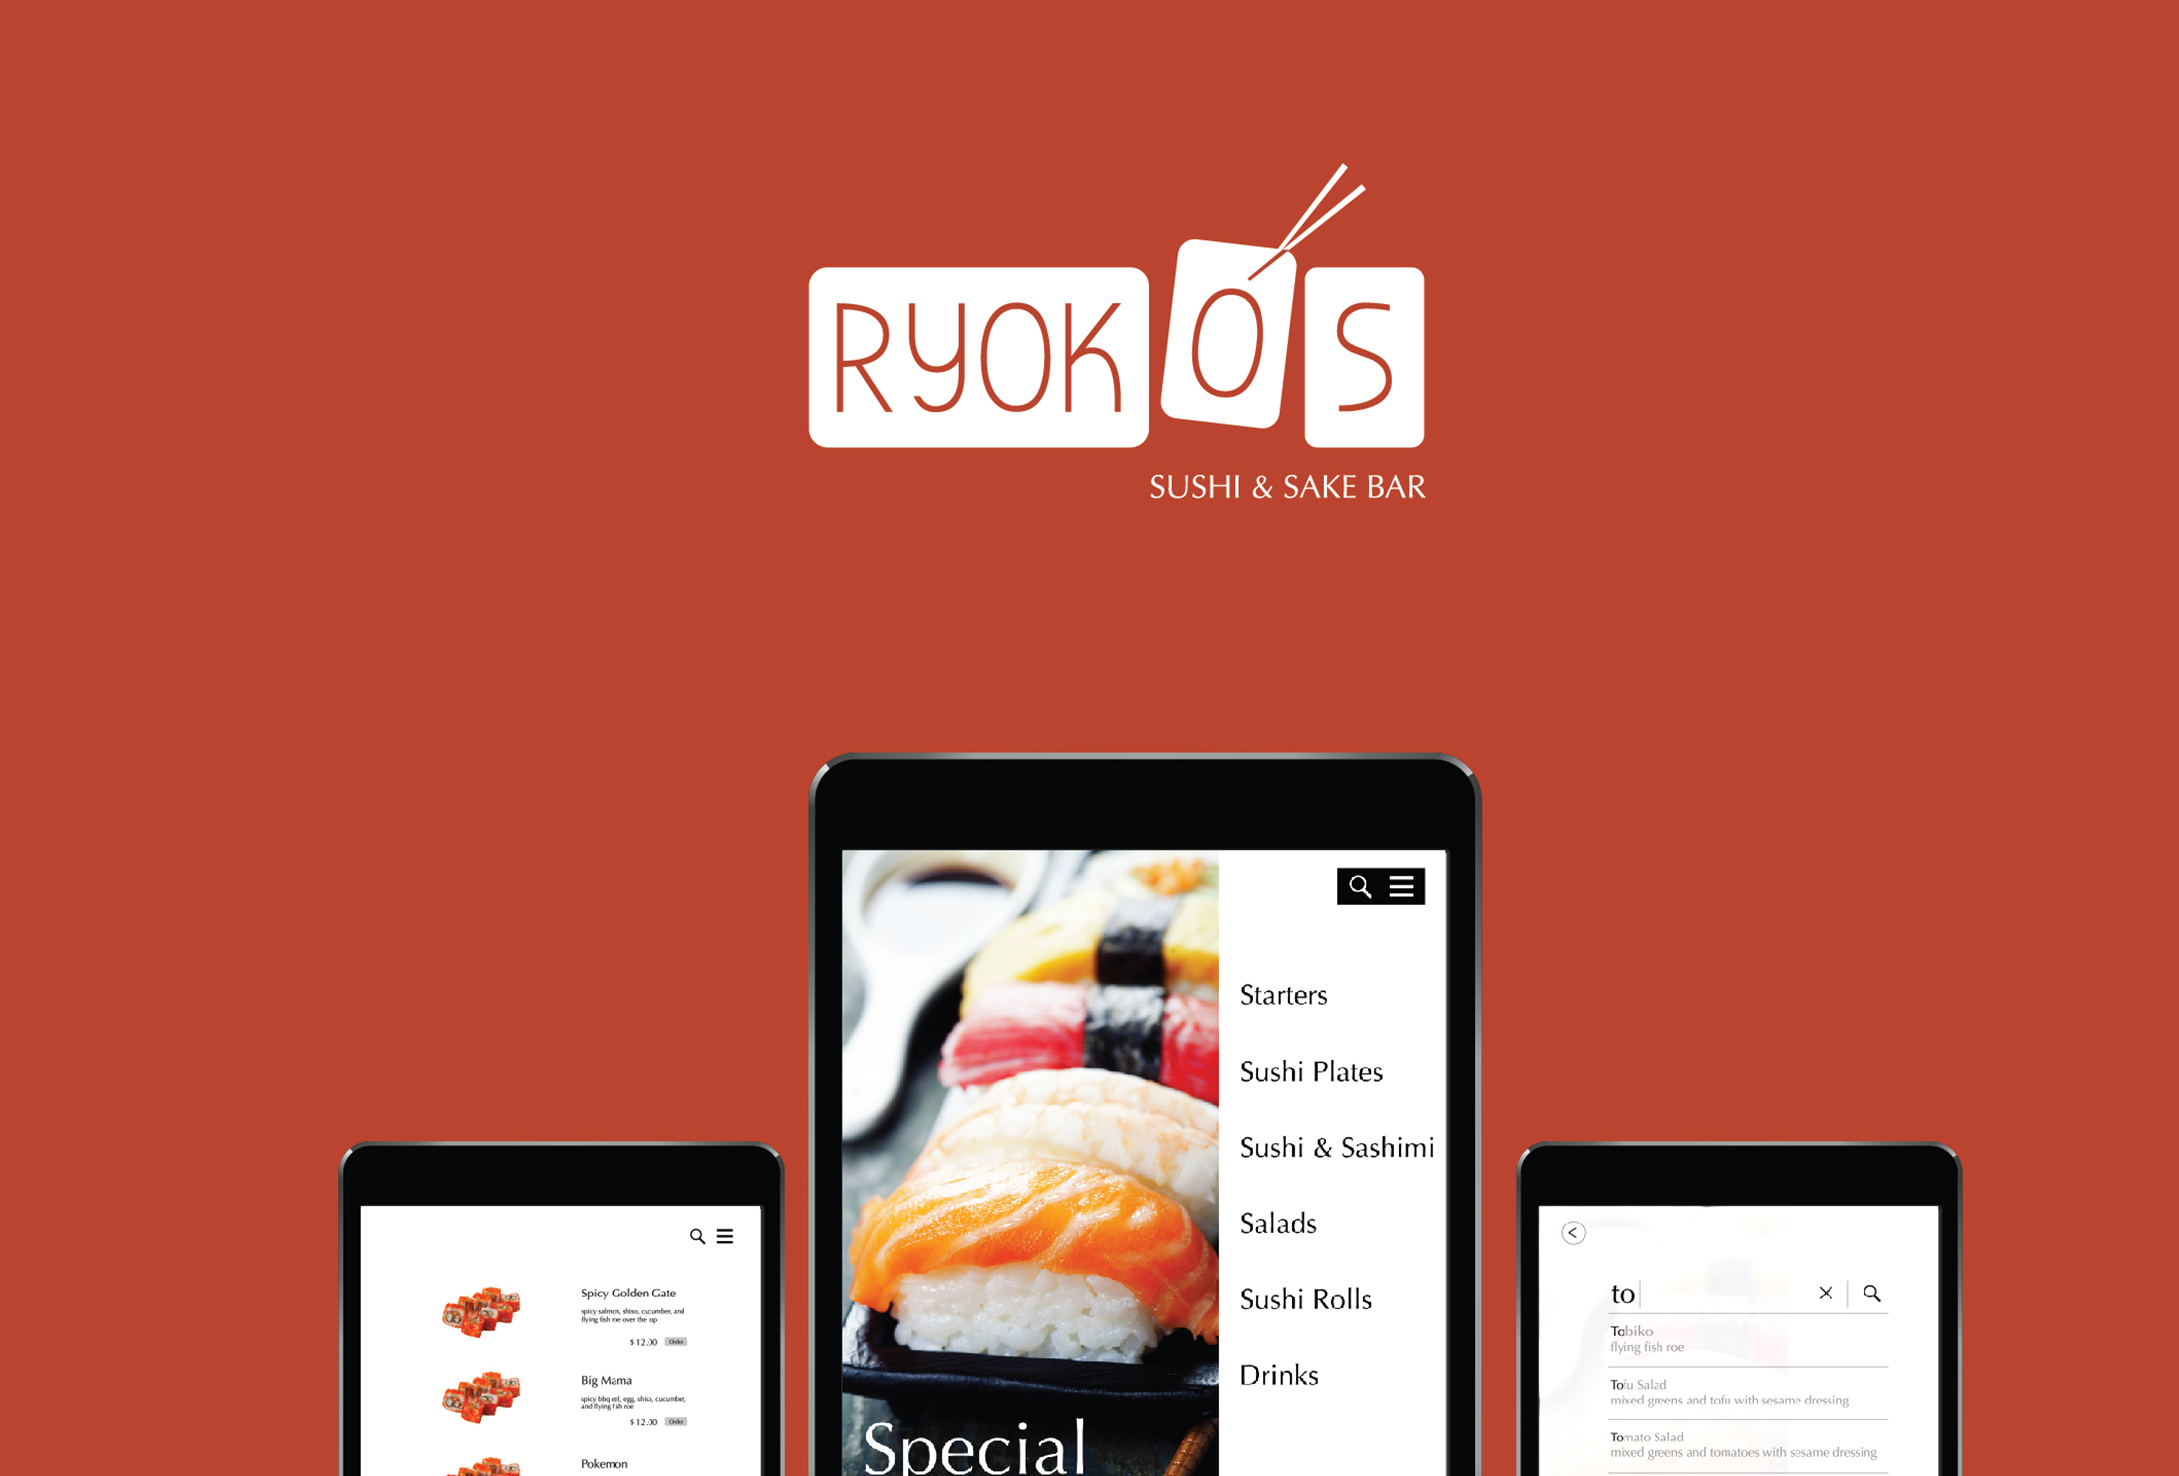 RYOKO'S
SUSHI & SAKE BAR
Starters
Sushi Plates
Sushi & Sashimi
Salads
Sushi Rolls
Drinks
Special
Spicy Golden Gate
spicy salmon, shiso, cucumber, and
flying fish roe over the top
$12.00 Order
Big Mama
spicy bbq eel, egg, shiso, cucumber,
and flying fish roe
$12.00 Order
Pokemon
to
Tobiko
flying fish roe
Tofu Salad
mixed greens and tofu with sesame dressing
Tomato Salad
mixed greens and tomatoes with sesame dressing